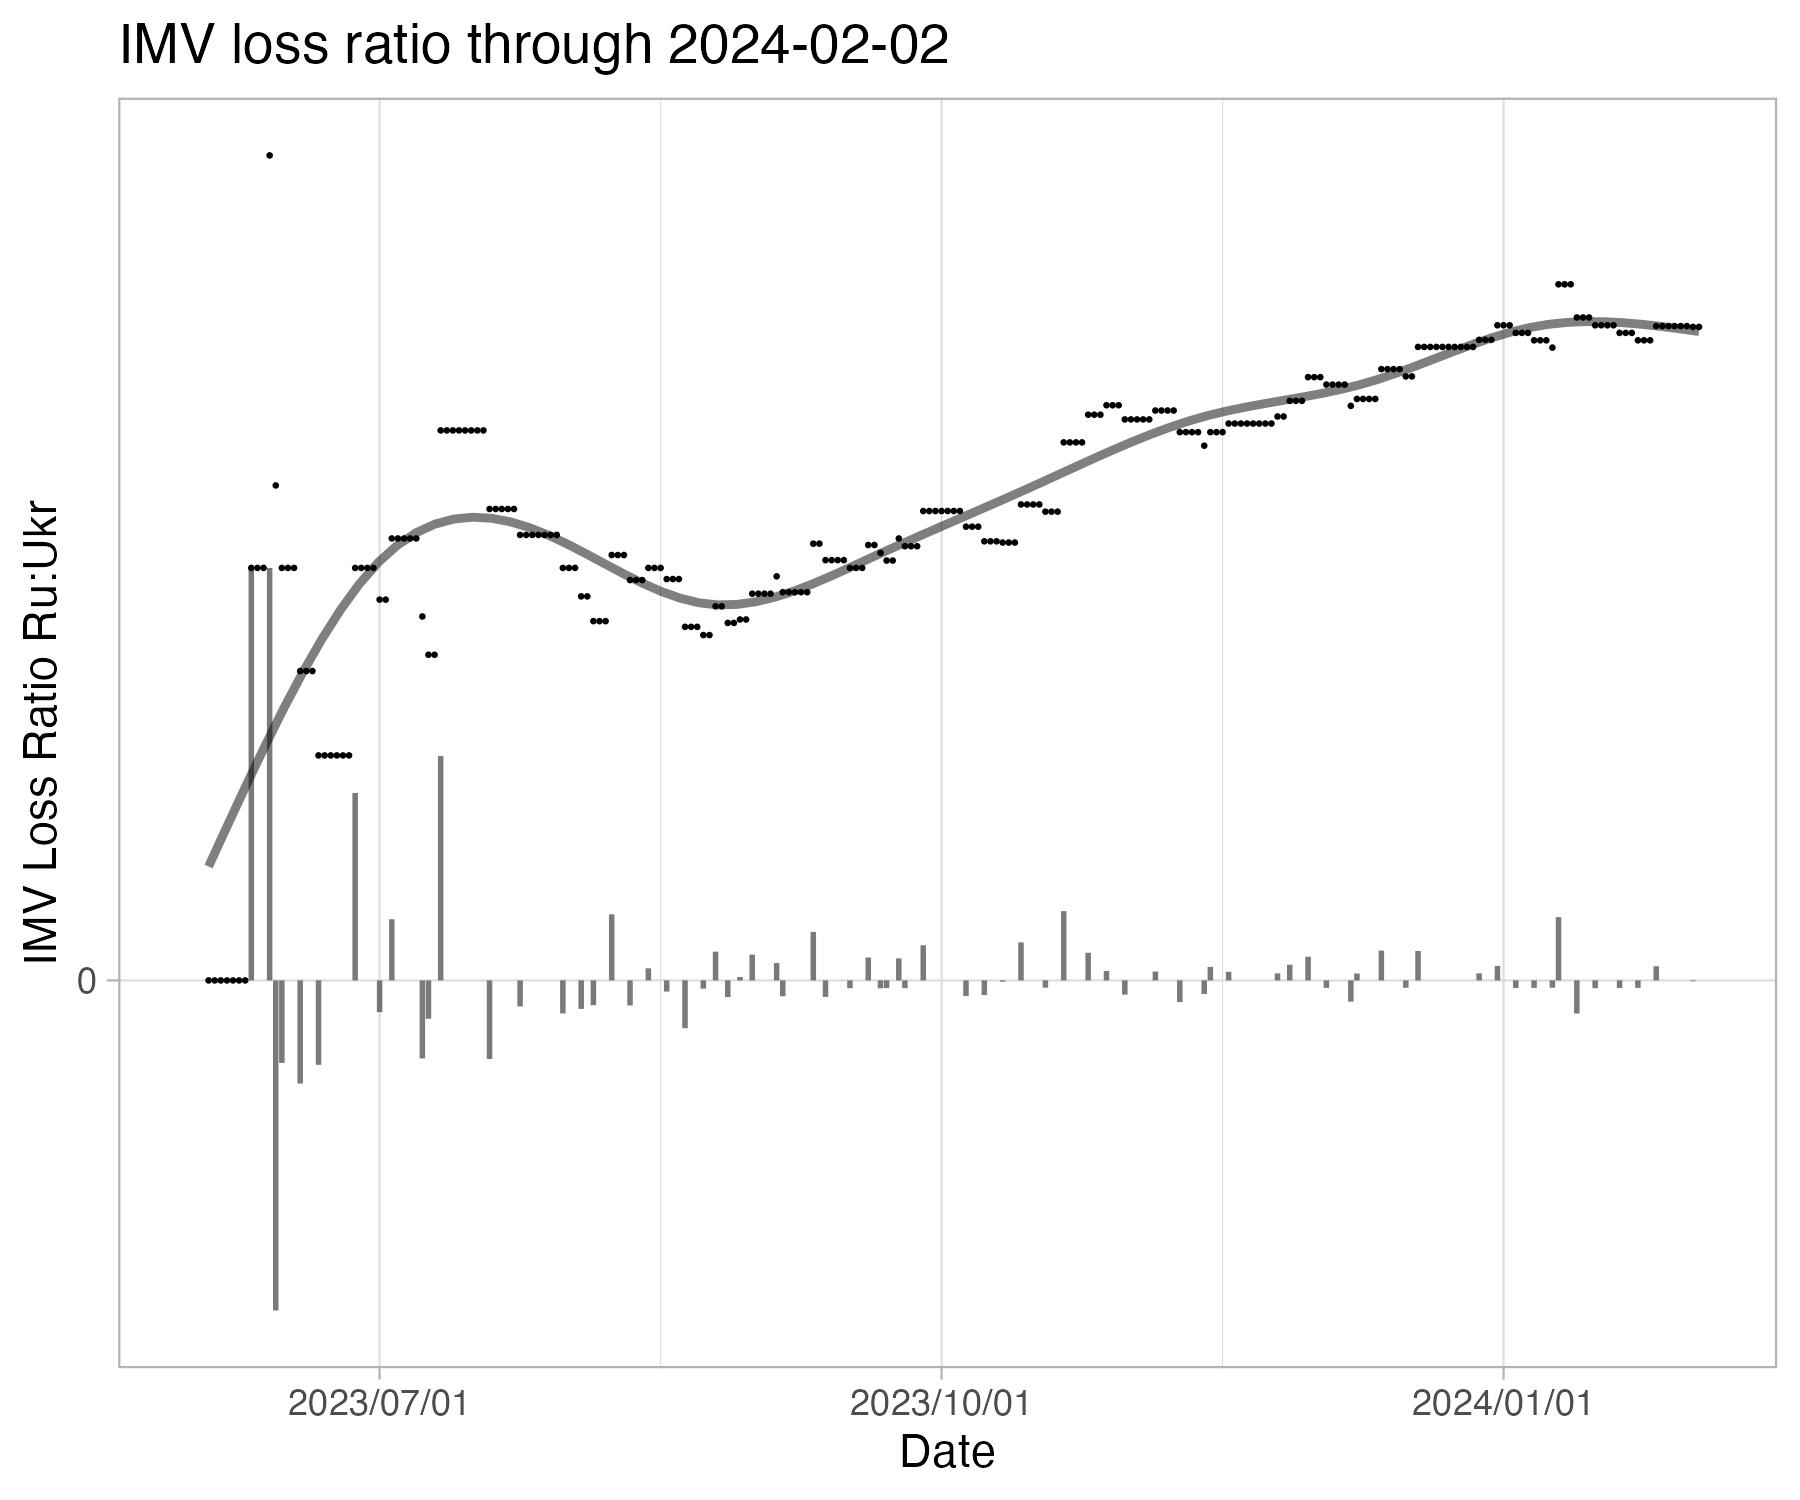 IMV loss ratio through 2024-02-02
IMV Loss Ratio Ru:Ukr
0
2023/07/01
2023/10/01
2024/01/01
Date